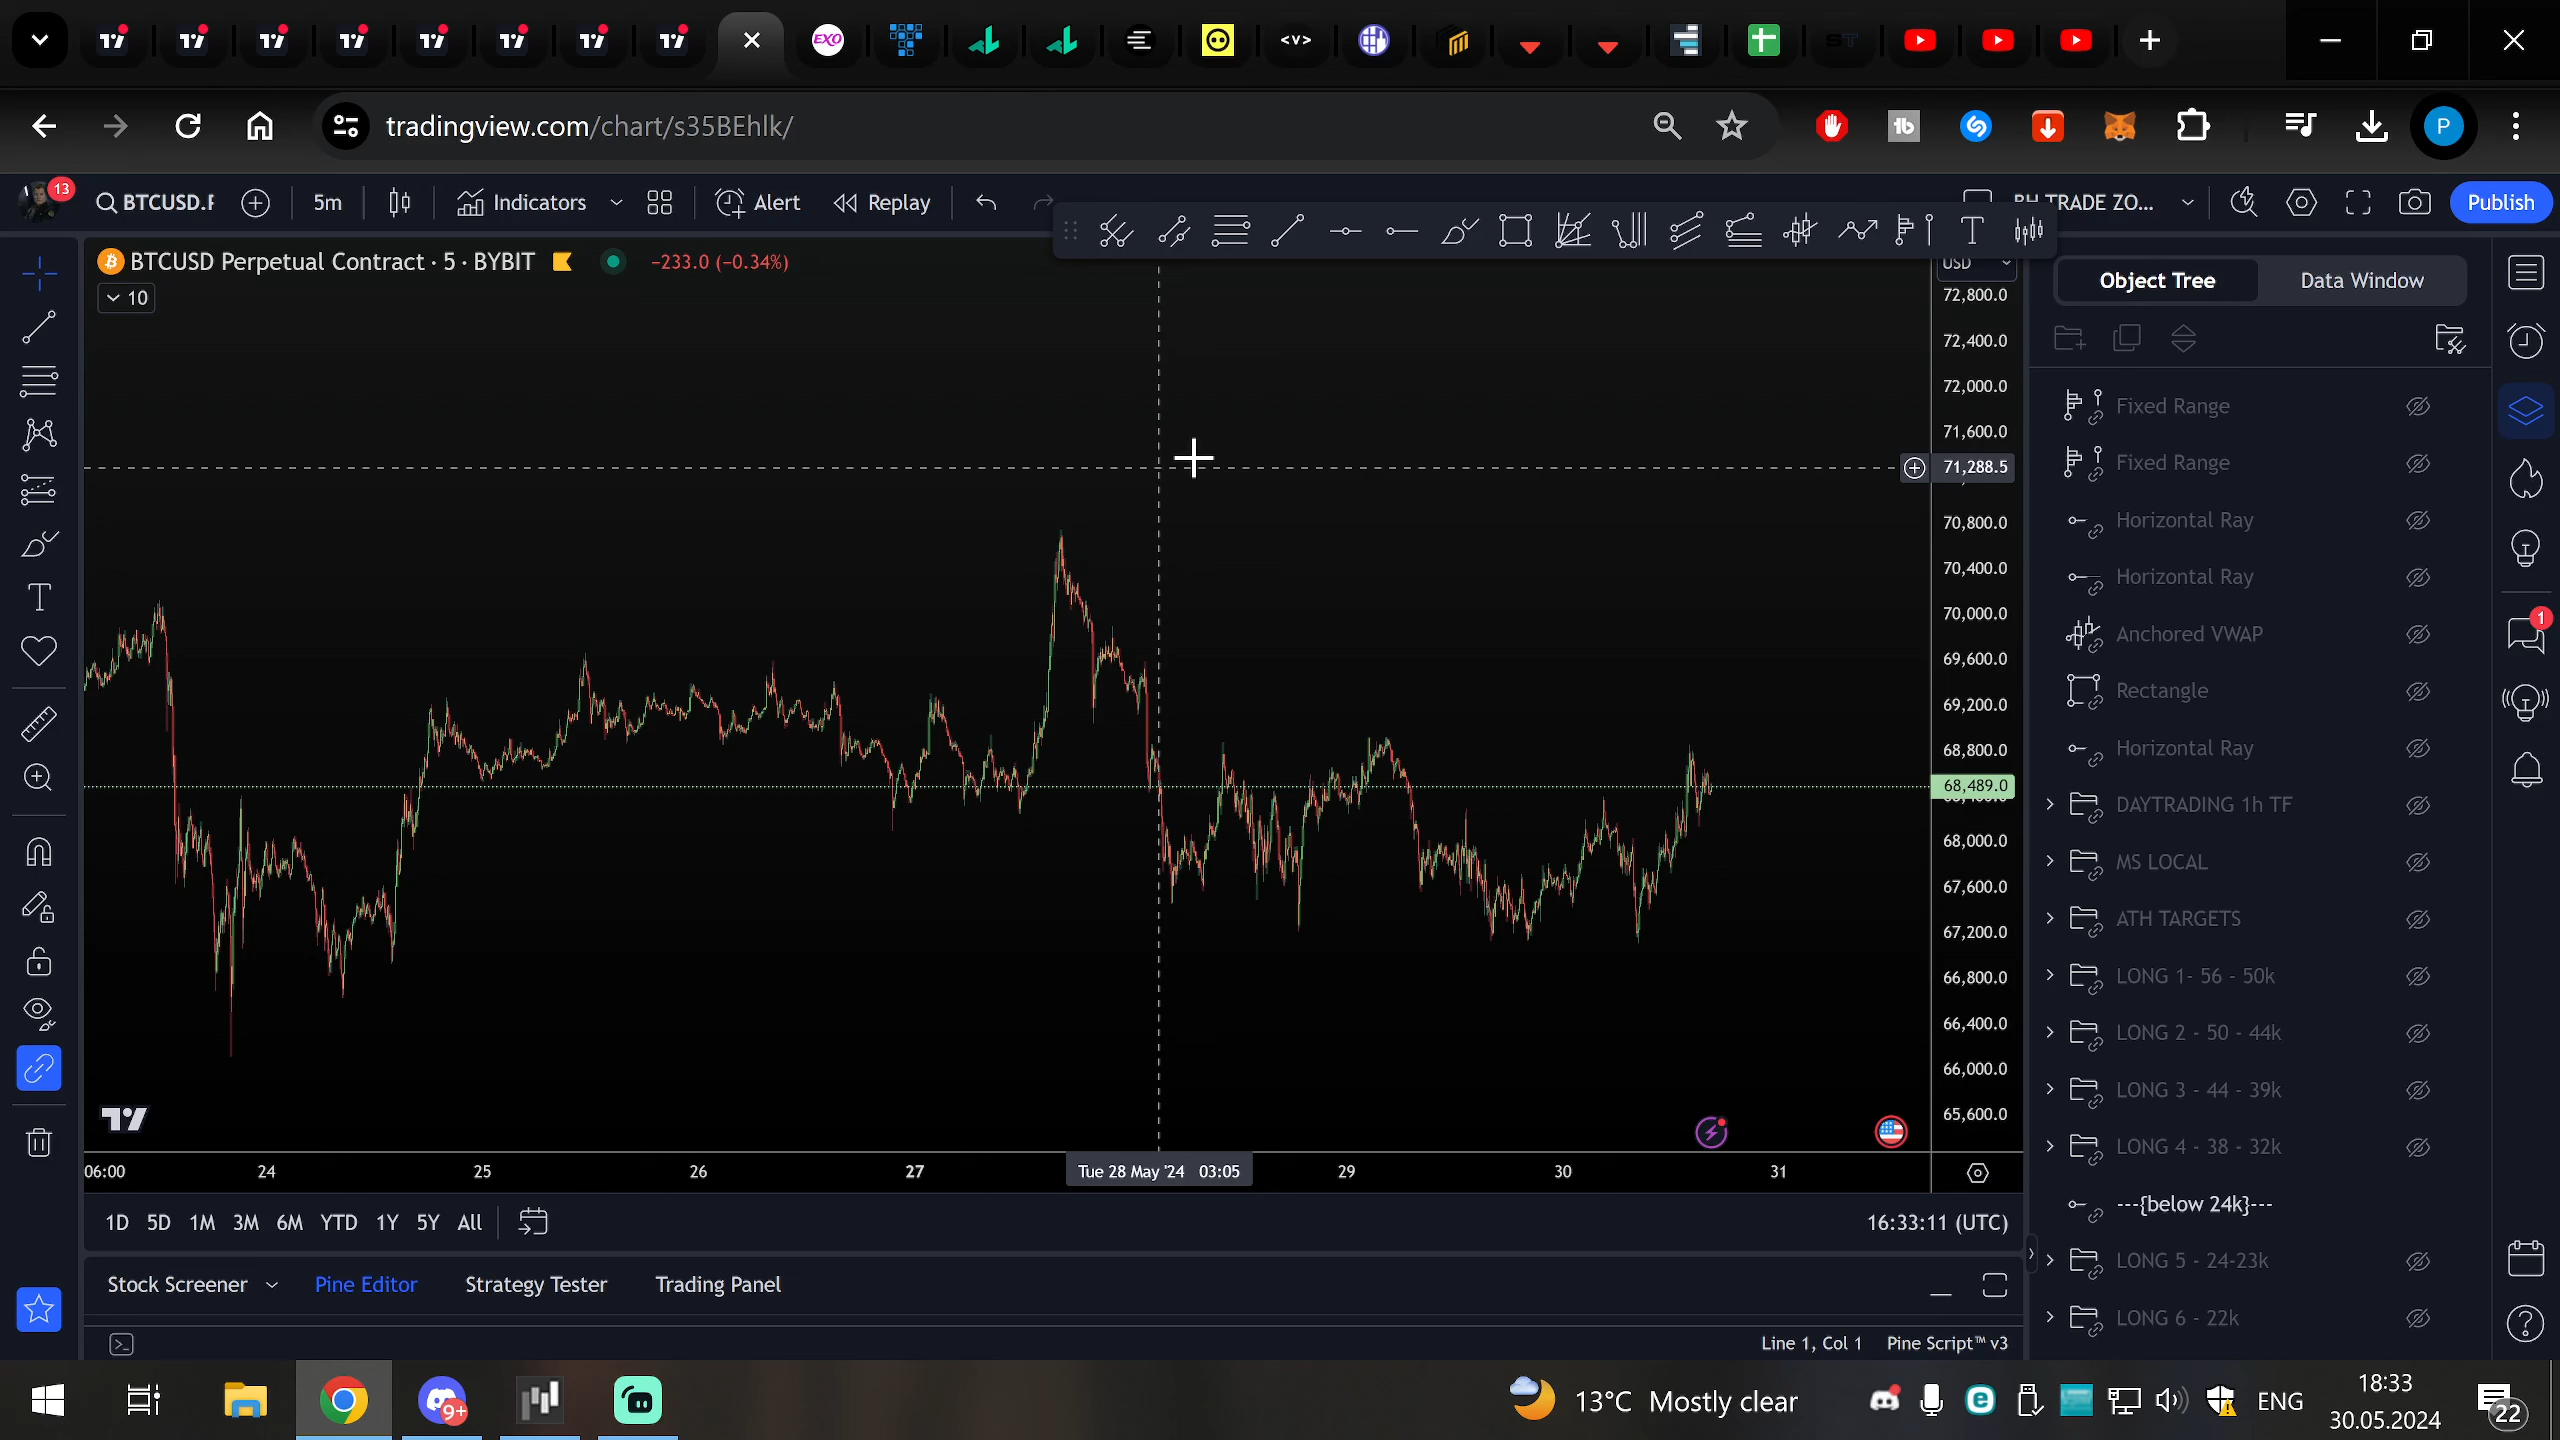 EXO
<v>
ST
tradingview.com/chart/s35BEhlk/
P
13
BTCUSD.P
5m
Indicators
Alert
Replay
BH TRADE ZO...
Publish
BTCUSD Perpetual Contract · 5 · BYBIT
−233.0 (−0.34%)
10
USD
72,800.0
72,400.0
72,000.0
71,600.0
71,288.5
70,800.0
70,400.0
70,000.0
69,600.0
69,200.0
68,800.0
68,489.0
68,000.0
67,600.0
67,200.0
66,800.0
66,400.0
66,000.0
65,600.0
06:00
24
25
26
27
Tue 28 May '24 03:05
29
30
31
1D
5D
1M
3M
6M
YTD
1Y
5Y
All
16:33:11 (UTC)
Stock Screener
Pine Editor
Strategy Tester
Trading Panel
Line 1, Col 1
Pine Script™ v3
Object Tree
Data Window
Fixed Range
Fixed Range
Horizontal Ray
Horizontal Ray
Anchored VWAP
Rectangle
Horizontal Ray
DAYTRADING 1h TF
MS LOCAL
ATH TARGETS
LONG 1- 56 - 50k
LONG 2 - 50 - 44k
LONG 3 - 44 - 39k
LONG 4 - 38 - 32k
---{below 24k}---
LONG 5 - 24-23k
LONG 6 - 22k
1
9+
13°C Mostly clear
ENG
18:33
30.05.2024
22